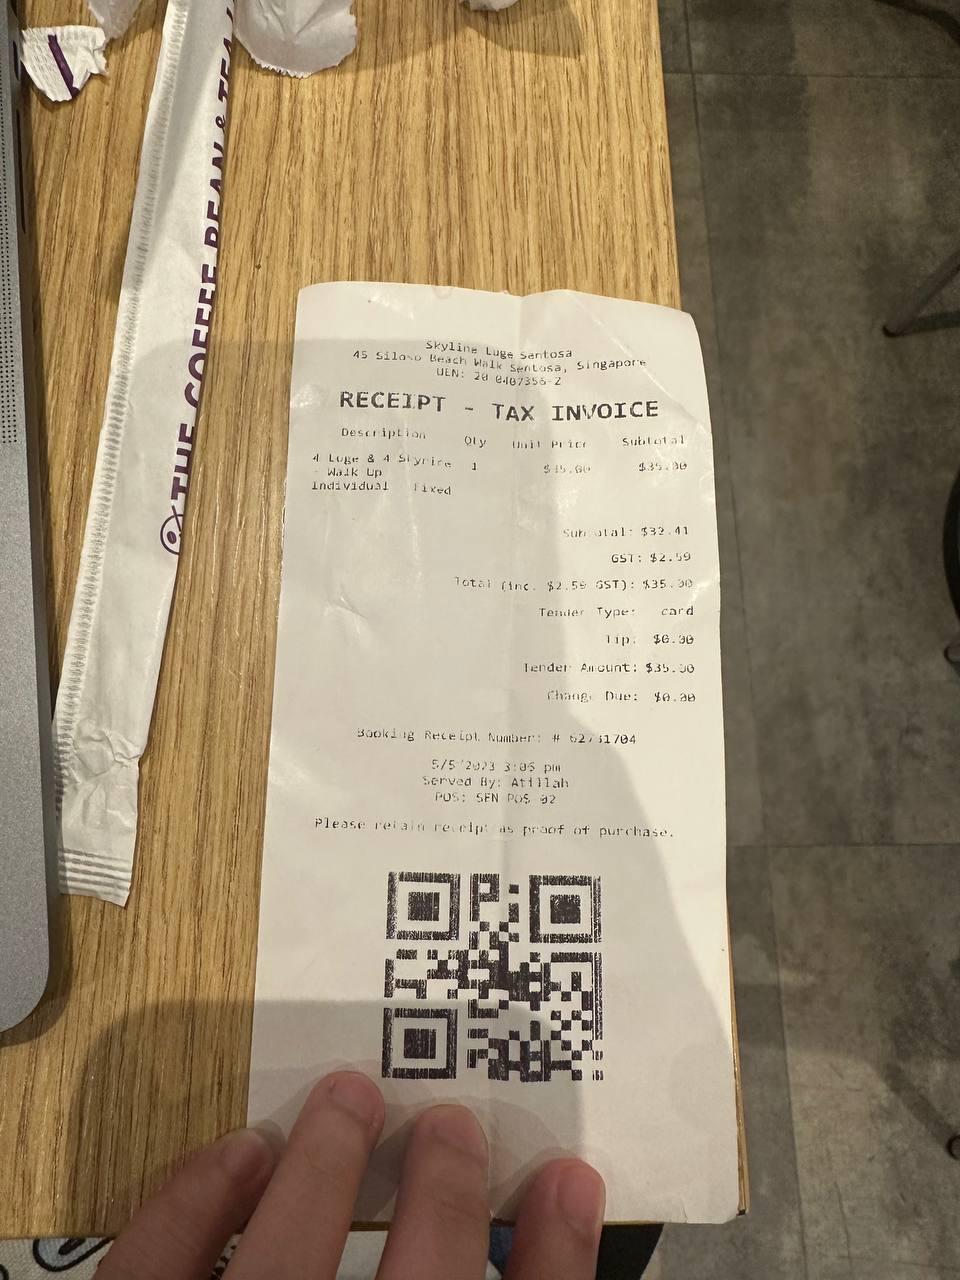 THE COFFEE BEAN & TEA
Skyline Luge Sentosa
45 Siloso Beach Walk Sentosa, Singapore
UEN: 20 0407356-Z
RECEIPT - TAX INVOICE
Description Qty Unit Price Subtotal
4 Luge & 4 Skyride 1 $35.00 $35.00
- Walk Up
Individual Fixed
Subtotal: $32.41
GST: $2.59
Total (inc. $2.59 GST): $35.00
Tender Type: card
Tip: $0.00
Tender Amount: $35.00
Change Due: $0.00
Booking Receipt Number: #
5/5/2023 3:06 pm
Served By: Atillah
POS: SEN POS 02
Please retain receipt as proof of purchase.